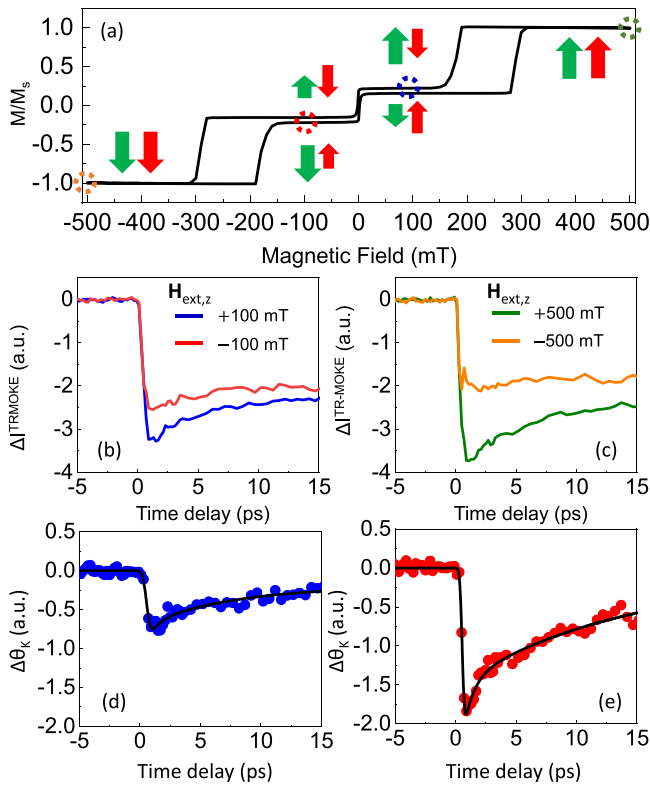 (a)
M/Ms
1.0
0.5
0.0
-0.5
-1.0
-500 -400 -300 -200 -100 0 100 200 300 400 500
Magnetic Field (mT)
ΔI^TRMOKE (a.u.)
0
-1
-2
-3
-4
H_ext,z
+100 mT
−100 mT
(b)
-5 0 5 10 15
Time delay (ps)
ΔI^TR-MOKE (a.u.)
0
-1
-2
-3
-4
H_ext,z
+500 mT
−500 mT
(c)
-5 0 5 10 15
Time delay (ps)
Δθ_K (a.u.)
0.5
0.0
-0.5
-1.0
-1.5
-2.0
(d)
-5 0 5 10 15
Time delay (ps)
Δθ_K (a.u.)
0.5
0.0
-0.5
-1.0
-1.5
-2.0
(e)
-5 0 5 10 15
Time delay (ps)